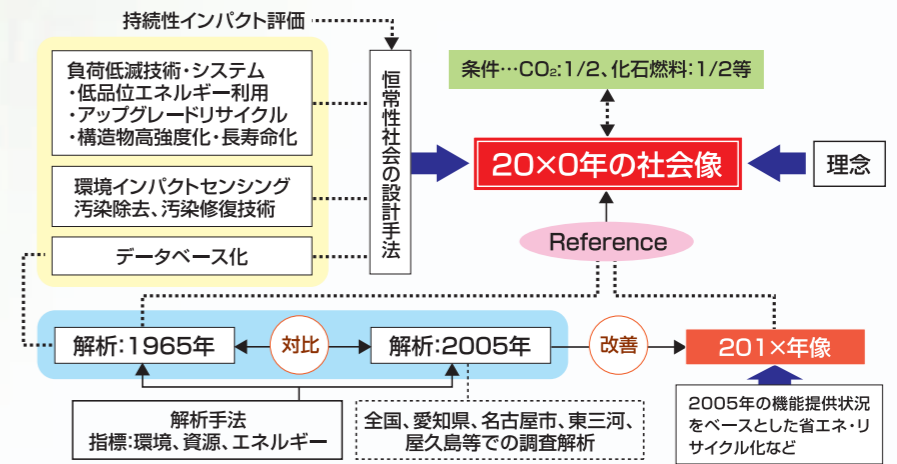 持続性インパクト評価
負荷低減技術・システム
・低品位エネルギー利用
・アップグレードリサイクル
・構造物高強度化・長寿命化
環境インパクトセンシング
汚染除去、汚染修復技術
データベース化
恒常性社会の設計手法
条件…CO₂:1/2、化石燃料:1/2等
20×0年の社会像
理念
Reference
解析:1965年
対比
解析:2005年
改善
201×年像
解析手法
指標:環境、資源、エネルギー
全国、愛知県、名古屋市、東三河、
屋久島等での調査解析
2005年の機能提供状況
をベースとした省エネ・リ
サイクル化など